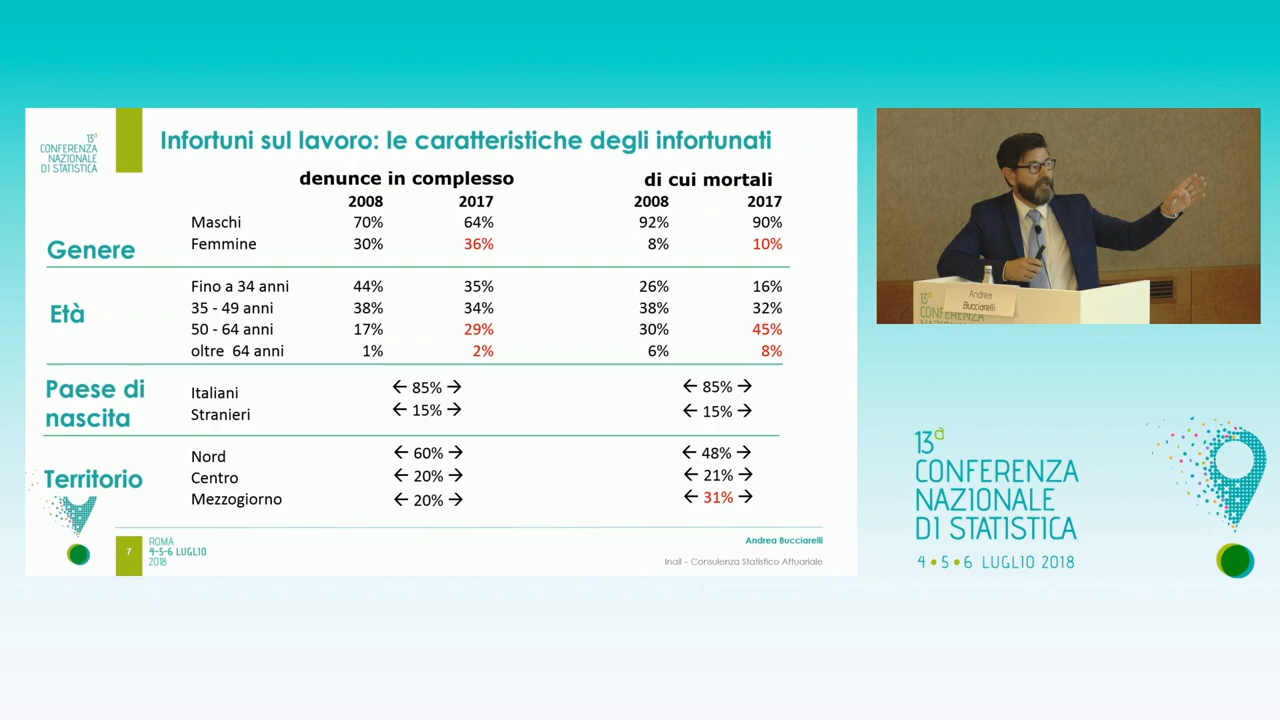 13ª
CONFERENZA
NAZIONALE
DI STATISTICA
Infortuni sul lavoro: le caratteristiche degli infortunati
denunce in complesso di cui mortali
2008 2017 2008 2017
Genere
Maschi 70% 64% 92% 90%
Femmine 30% 36% 8% 10%
Età
Fino a 34 anni 44% 35% 26% 16%
35 - 49 anni 38% 34% 38% 32%
50 - 64 anni 17% 29% 30% 45%
oltre 64 anni 1% 2% 6% 8%
Paese di
nascita
Italiani ← 85% → ← 85% →
Stranieri ← 15% → ← 15% →
Territorio
Nord ← 60% → ← 48% →
Centro ← 20% → ← 21% →
Mezzogiorno ← 20% → ← 31% →
7
ROMA
4-5-6 LUGLIO
2018
Andrea Bucciarelli
Inail – Consulenza Statistico Attuariale
Andrea
Bucciarelli
13ª
CONFERENZA
13ª
CONFERENZA
NAZIONALE
DI STATISTICA
4 • 5 • 6 LUGLIO 2018